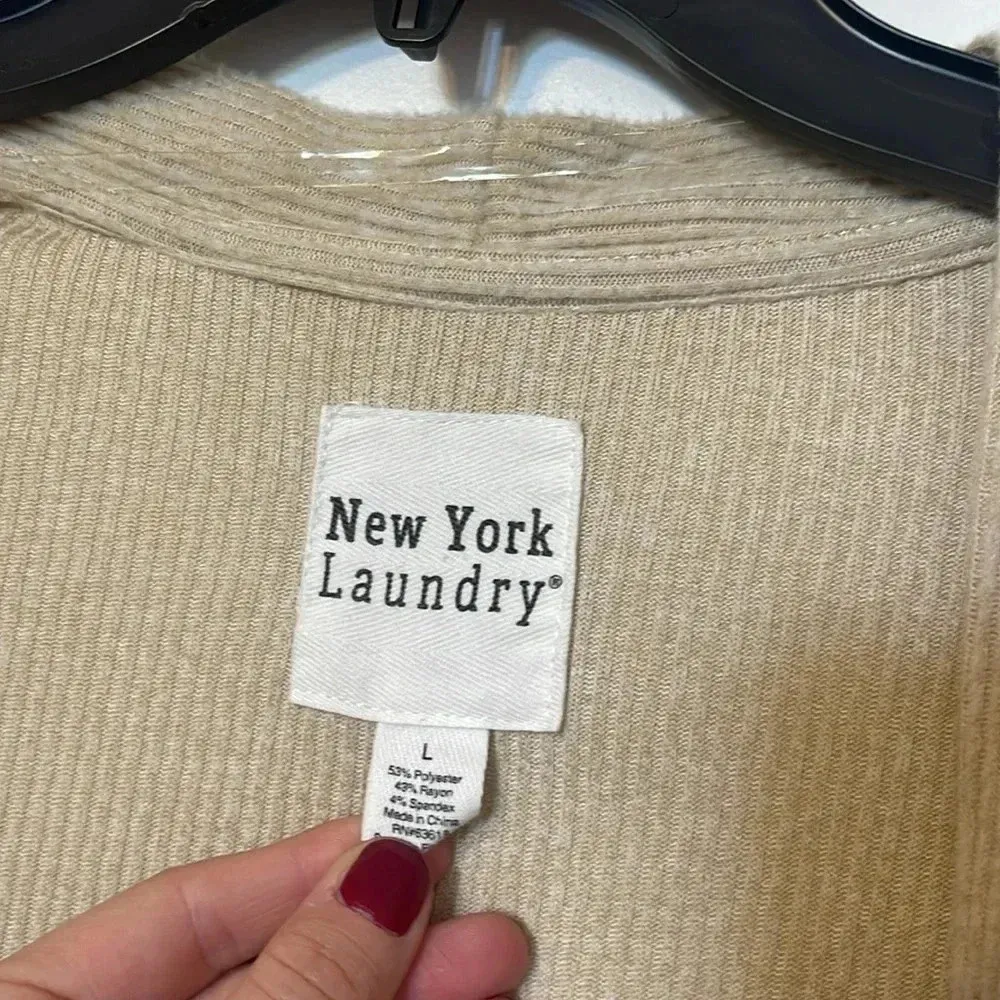 New York
Laundry®
L
53% Polyester
43% Rayon
4% Spandex
Made in China